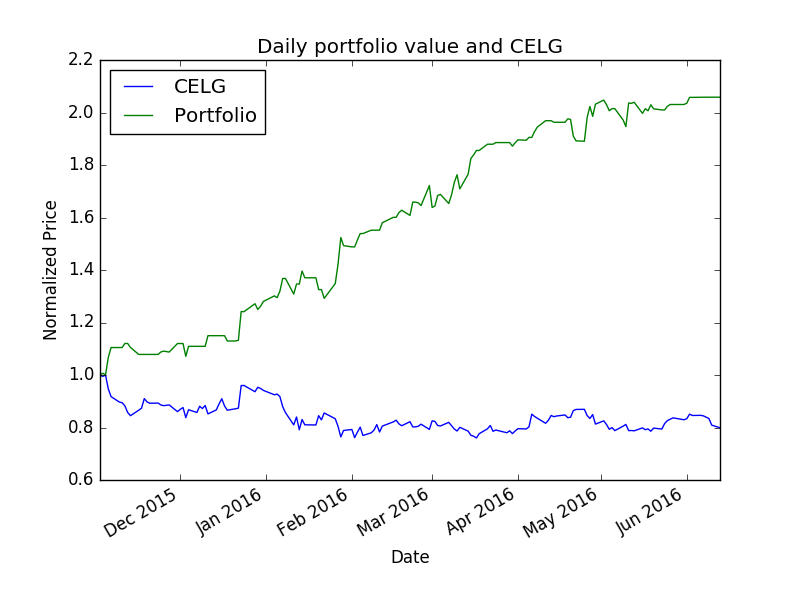 Daily portfolio value and CELG
2.2
2.0
1.8
1.6
1.4
1.2
1.0
0.8
0.6
CELG
Portfolio
Normalized Price
Dec 2015
Jan 2016
Feb 2016
Mar 2016
Apr 2016
May 2016
Jun 2016
Date